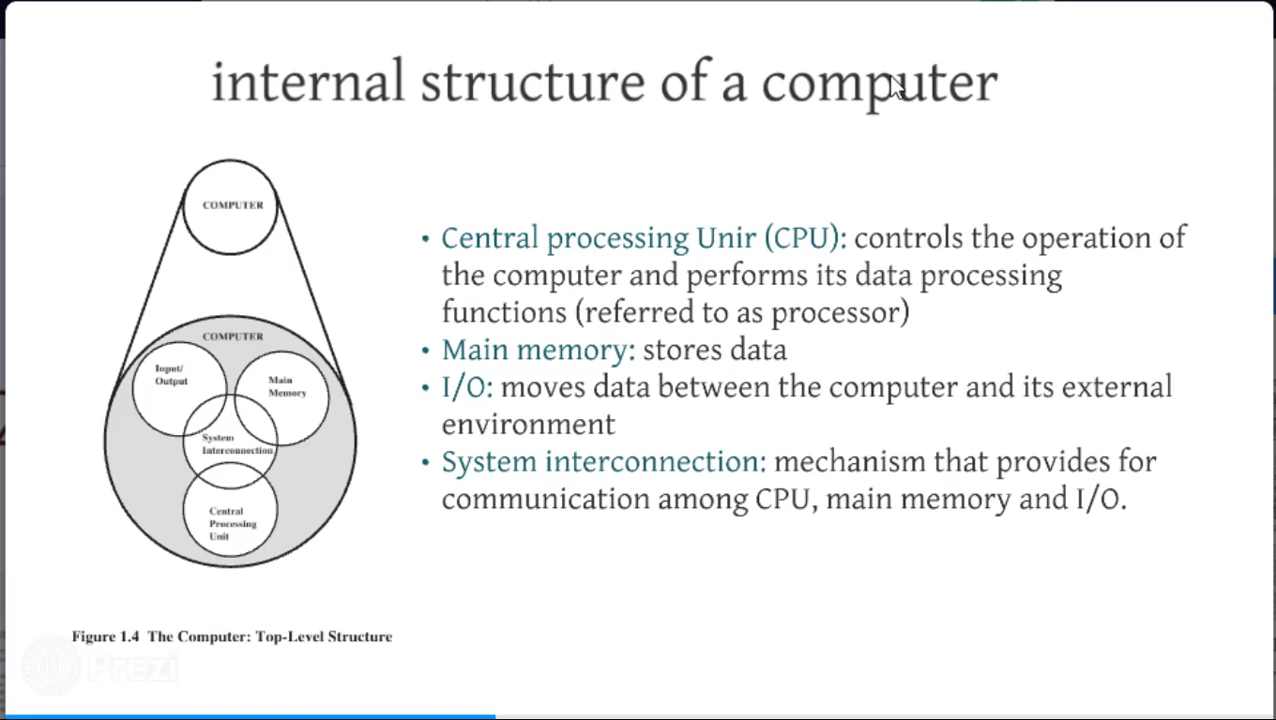 internal structure of a computer
COMPUTER
COMPUTER
Input/
Output
Main
Memory
System
Interconnection
Central
Processing
Unit
• Central processing Unir (CPU): controls the operation of
the computer and performs its data processing
functions (referred to as processor)
• Main memory: stores data
• I/O: moves data between the computer and its external
environment
• System interconnection: mechanism that provides for
communication among CPU, main memory and I/O.
Figure 1.4 The Computer: Top-Level Structure
Prezi